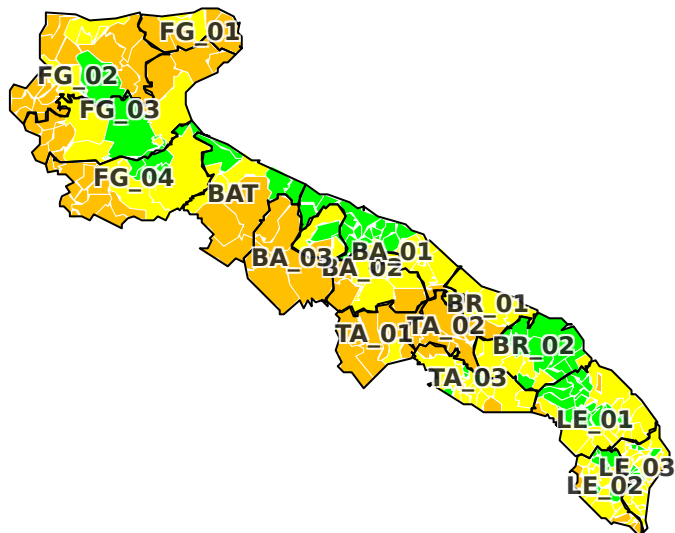 FG_01
FG_02
FG_03
FG_04
BAT
BA_01
BA_03
BA_02
BR_01
TA_02
TA_01
BR_02
TA_03
LE_01
LE_03
LE_02